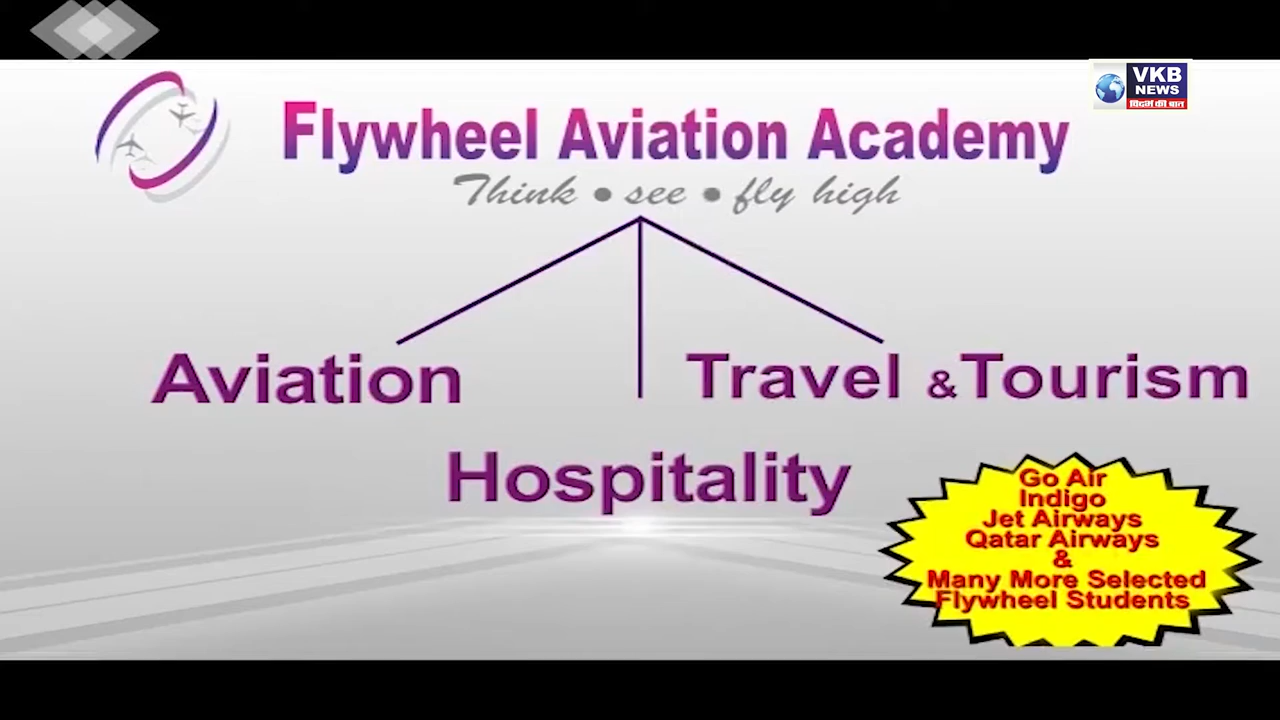 VKB
NEWS
विदर्भ की बात
Flywheel Aviation Academy
Think • see • fly high
Aviation
Travel & Tourism
Hospitality
Go Air
Indigo
Jet Airways
Qatar Airways
&
Many More Selected
Flywheel Students